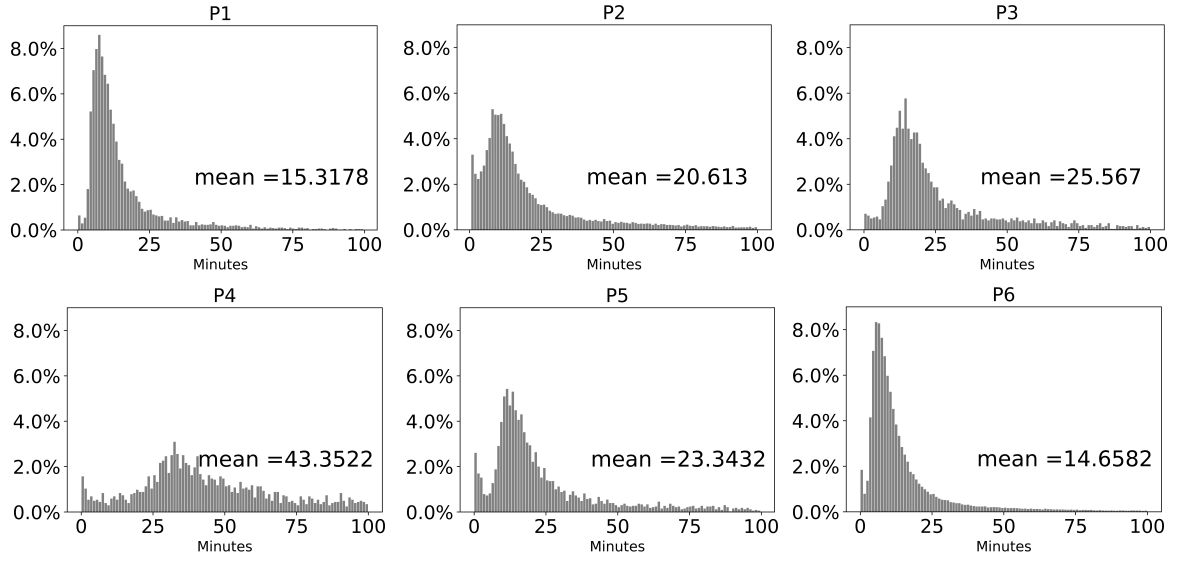 P1
8.0%
6.0%
4.0%
2.0%
0.0%
mean =15.3178
0 25 50 75 100
Minutes
P2
8.0%
6.0%
4.0%
2.0%
0.0%
mean =20.613
0 25 50 75 100
Minutes
P3
8.0%
6.0%
4.0%
2.0%
0.0%
mean =25.567
0 25 50 75 100
Minutes
P4
8.0%
6.0%
4.0%
2.0%
0.0%
mean =43.3522
0 25 50 75 100
Minutes
P5
8.0%
6.0%
4.0%
2.0%
0.0%
mean =23.3432
0 25 50 75 100
Minutes
P6
8.0%
6.0%
4.0%
2.0%
0.0%
mean =14.6582
0 25 50 75 100
Minutes